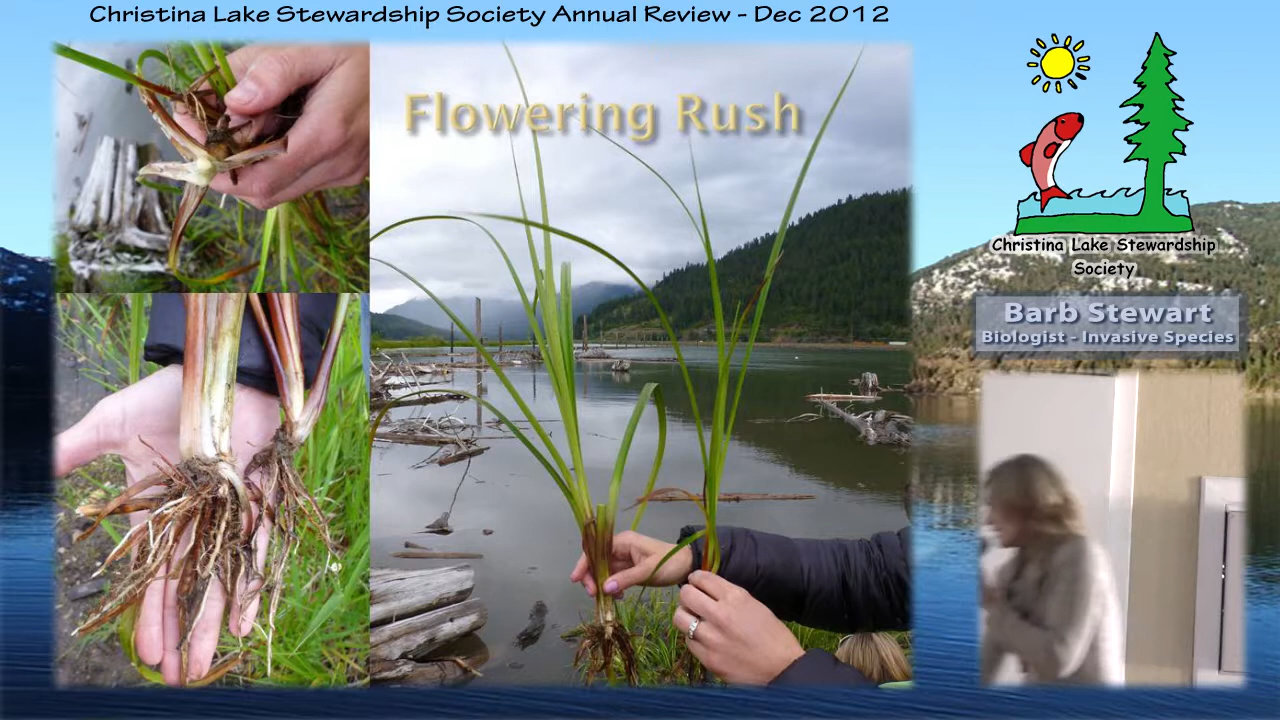 Christina Lake Stewardship Society Annual Review - Dec 2012
Flowering Rush
Christina Lake Stewardship
Society
Barb Stewart
Biologist - Invasive Species